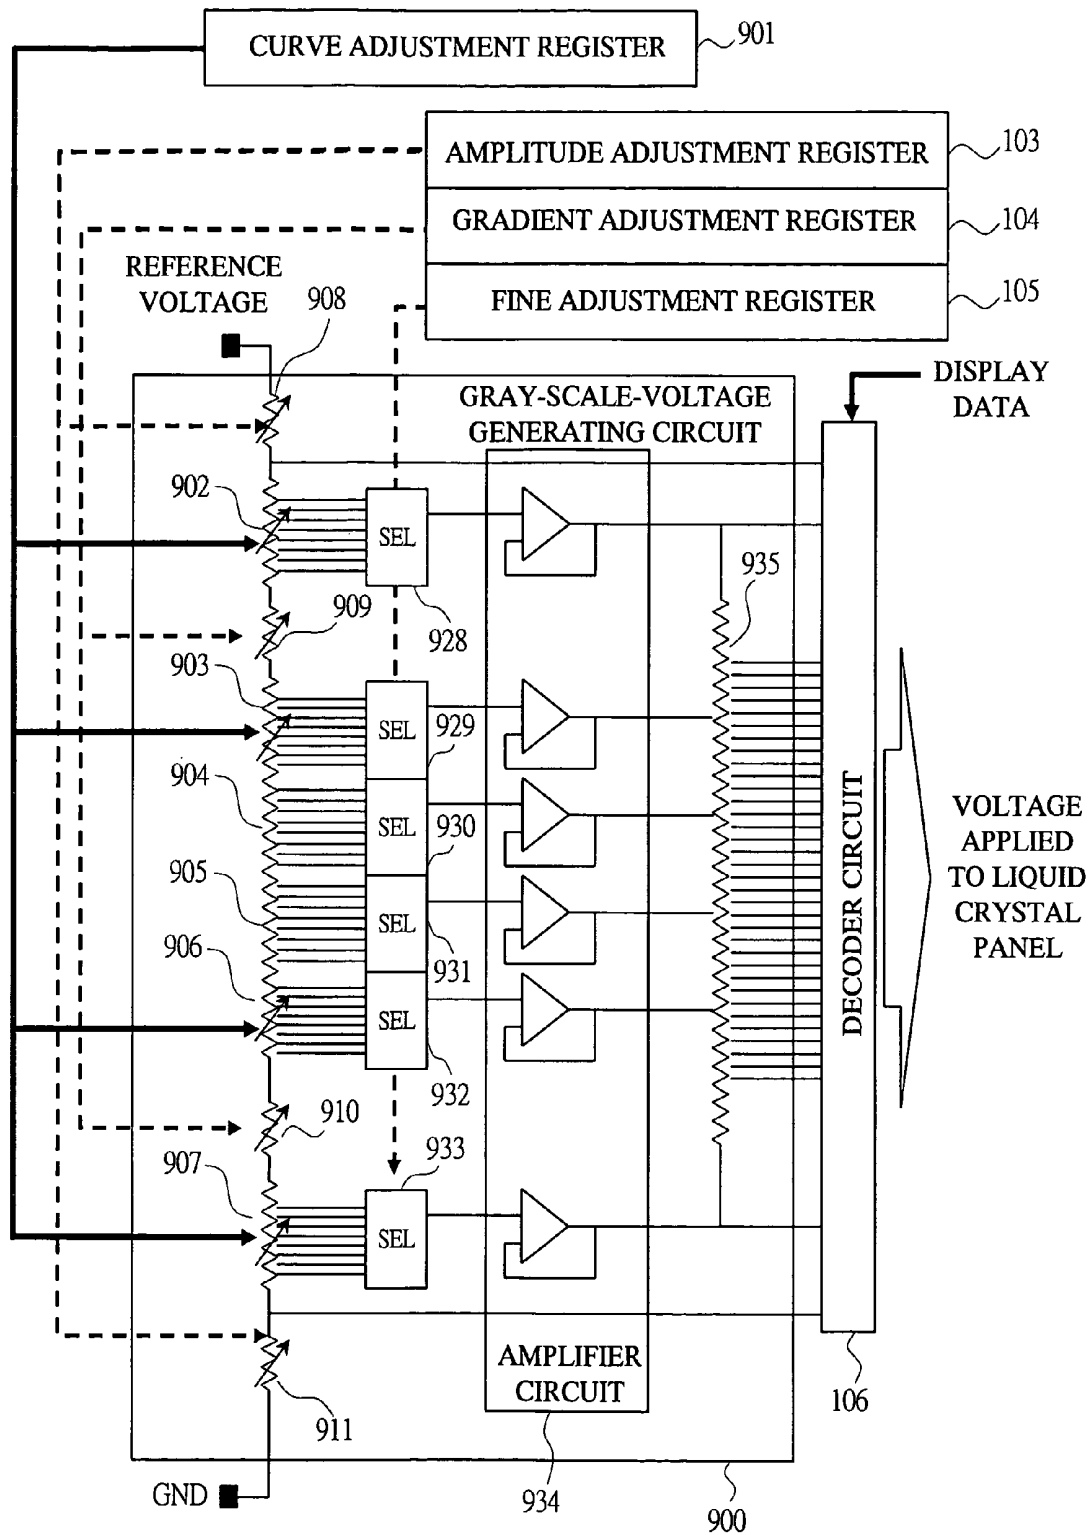 CURVE ADJUSTMENT REGISTER
901
AMPLITUDE ADJUSTMENT REGISTER
103
GRADIENT ADJUSTMENT REGISTER
104
FINE ADJUSTMENT REGISTER
105
REFERENCE
VOLTAGE
908
DISPLAY
DATA
GRAY-SCALE-VOLTAGE
GENERATING CIRCUIT
902
SEL
928
935
909
903
SEL
929
904
SEL
930
905
SEL
931
906
SEL
932
910
907
933
SEL
DECODER CIRCUIT
VOLTAGE
APPLIED
TO LIQUID
CRYSTAL
PANEL
AMPLIFIER
CIRCUIT
911
106
GND
934
900